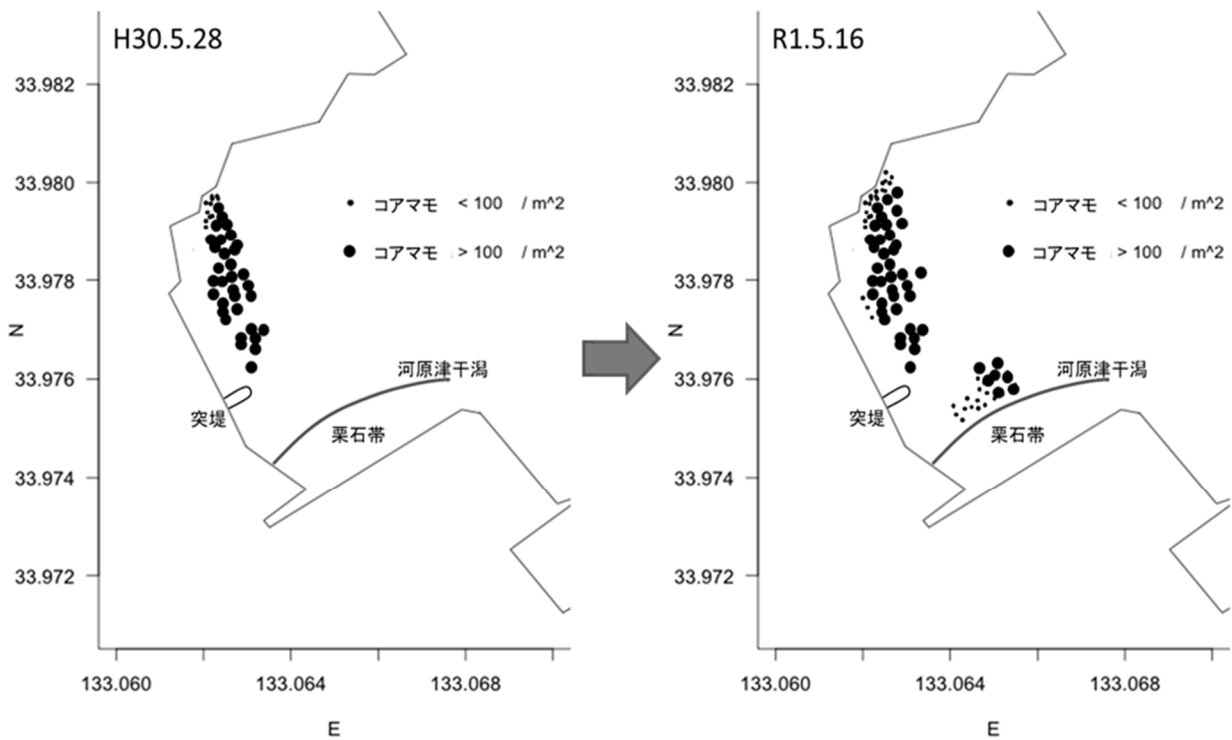 H30.5.28
33.982
33.980
33.978
33.976
33.974
33.972
N
コアマモ < 100 / m^2
コアマモ > 100 / m^2
河原津干潟
突堤
栗石帯
133.060
133.064
133.068
E
R1.5.16
33.982
33.980
33.978
33.976
33.974
33.972
N
コアマモ < 100 / m^2
コアマモ > 100 / m^2
河原津干潟
突堤
栗石帯
133.060
133.064
133.068
E